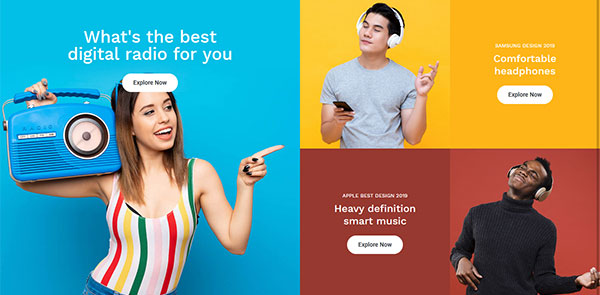 What's the best
digital radio for you
Explore Now
SAMSUNG DESIGN 2019
Comfortable
headphones
Explore Now
APPLE BEST DESIGN 2019
Heavy definition
smart music
Explore Now